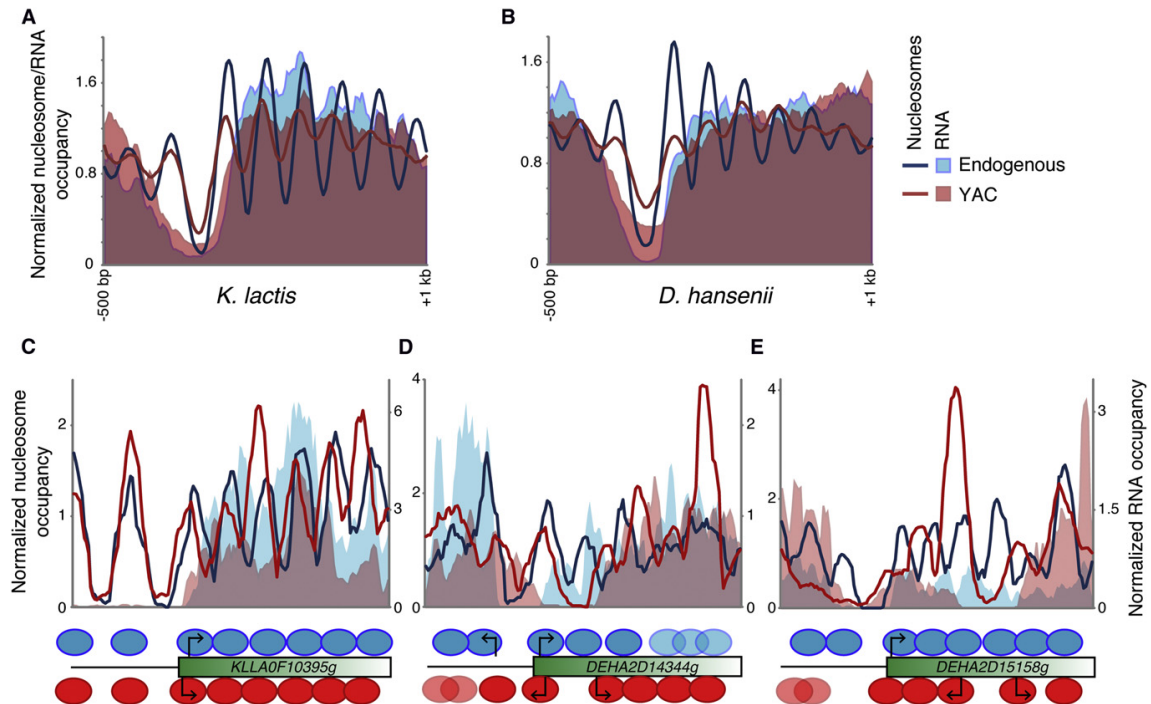 A
B
Normalized nucleosome/RNA
occupancy
1.6
0.8
0
-500 bp
+1 kb
K. lactis
1.6
0.8
0
-500 bp
+1 kb
D. hansenii
Nucleosomes
RNA
Endogenous
YAC
C
D
E
Normalized nucleosome
occupancy
2
1
0
6
3
0
4
2
0
2
1
0
4
2
0
3
1.5
0
Normalized RNA occupancy
KLLA0F10395g
DEHA2D14344g
DEHA2D15158g